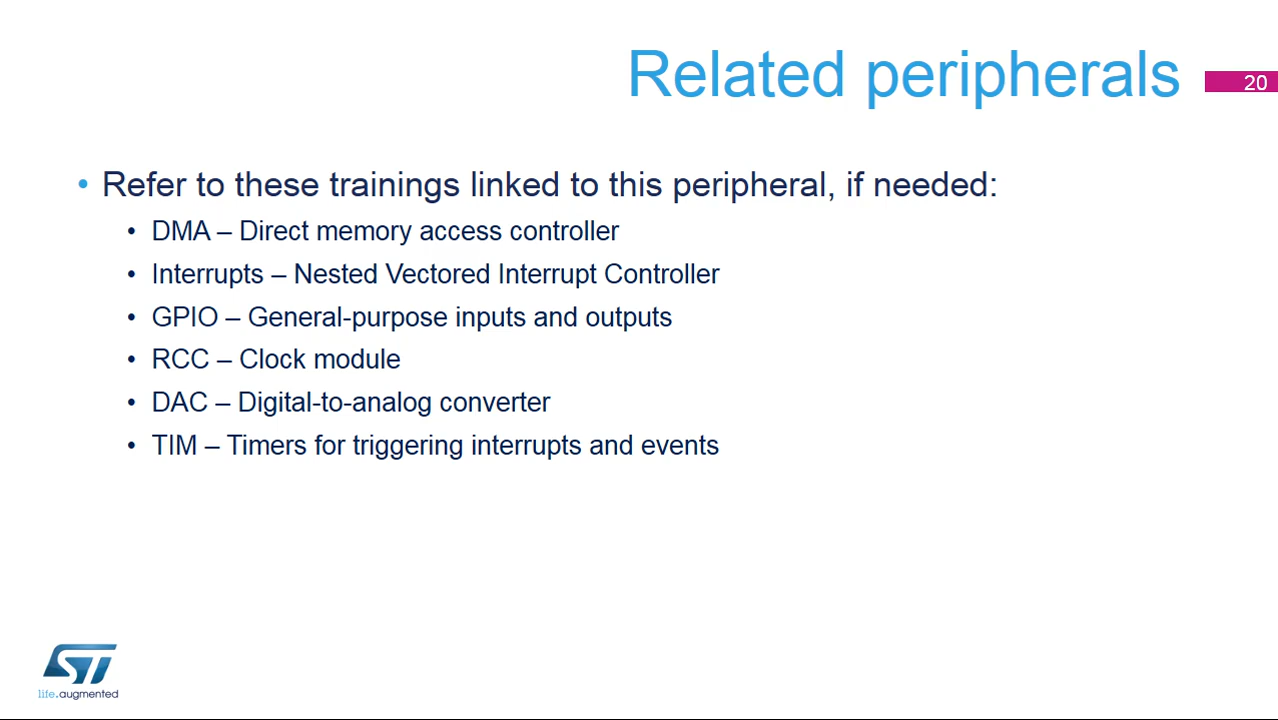 Related peripherals
20
• Refer to these trainings linked to this peripheral, if needed:
• DMA – Direct memory access controller
• Interrupts – Nested Vectored Interrupt Controller
• GPIO – General-purpose inputs and outputs
• RCC – Clock module
• DAC – Digital-to-analog converter
• TIM – Timers for triggering interrupts and events
ST
life.augmented